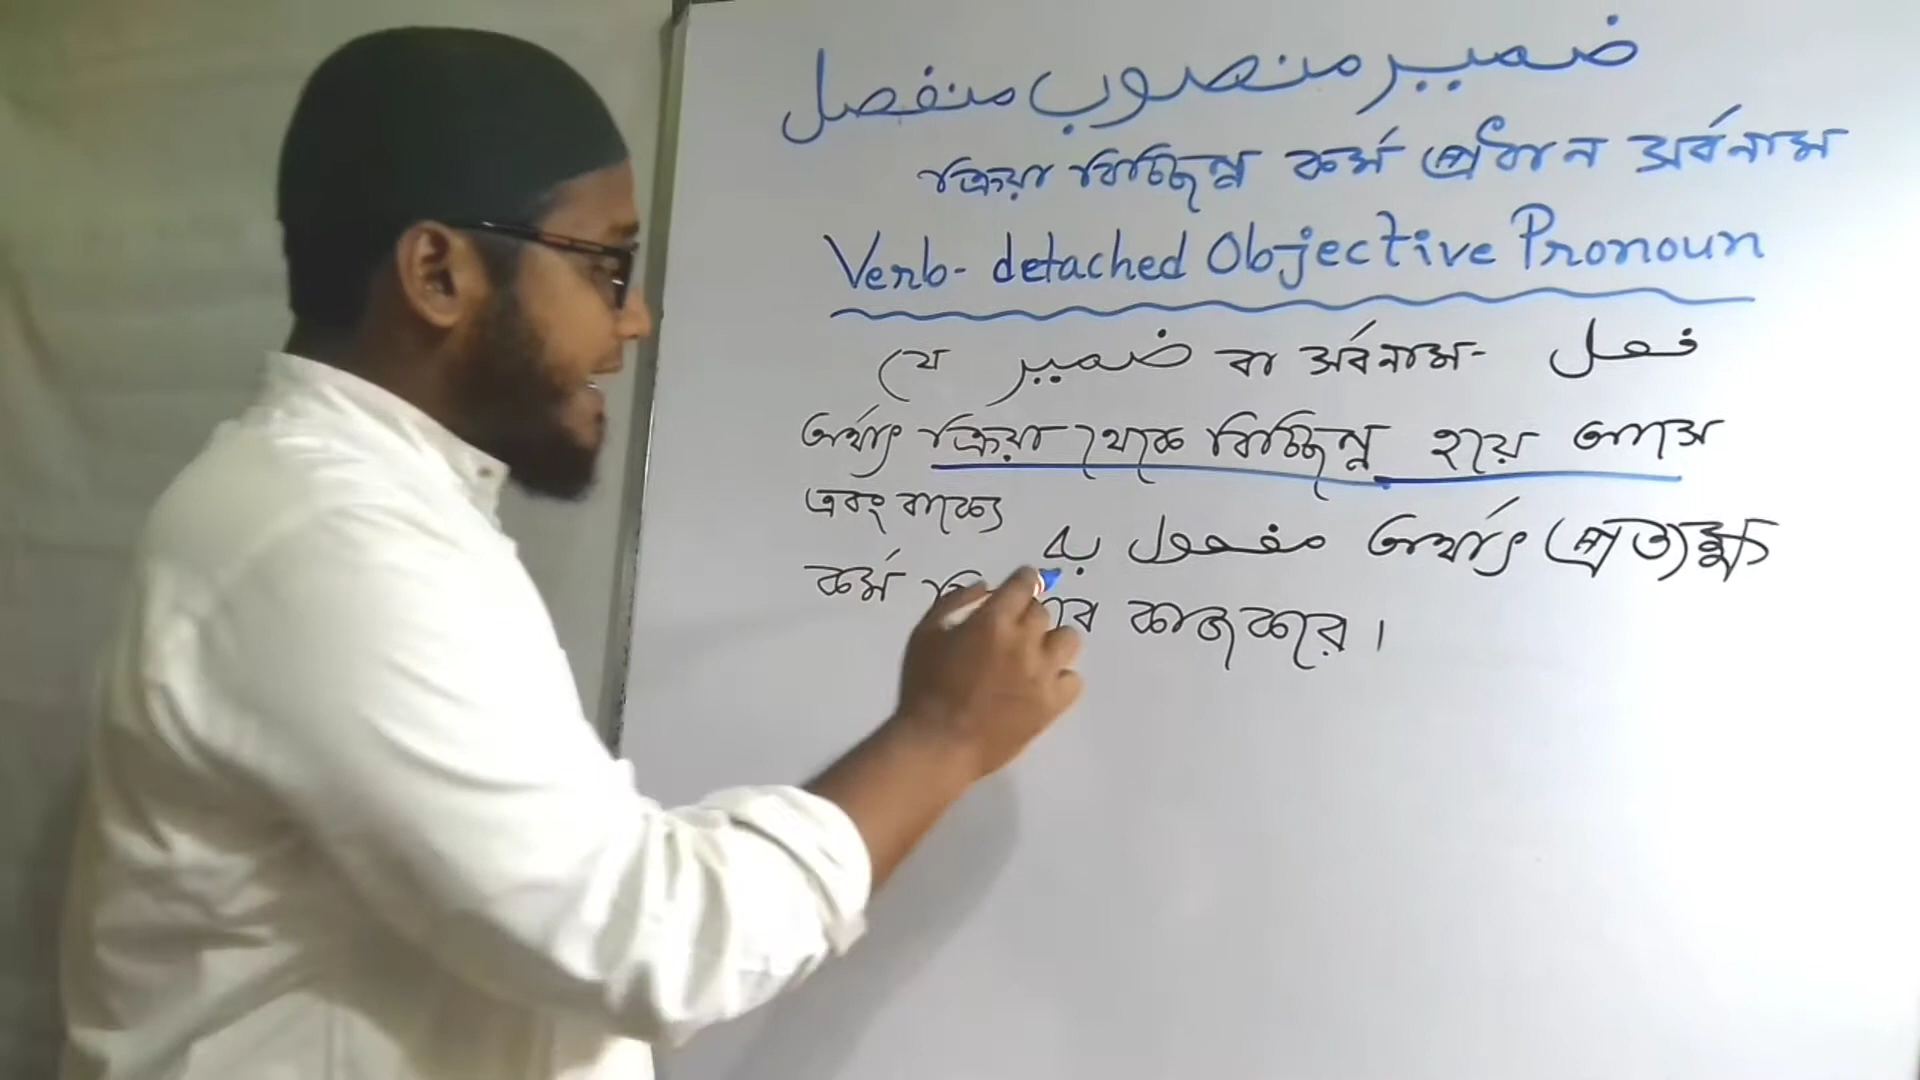 ضمير منصوب منفصل
ক্রিয়া বিচ্ছিন্ন কর্ম প্রধান সর্বনাম
Verb- detached Objective Pronoun
যে ضمير বা সর্বনাম- فعل
অর্থাৎ ক্রিয়া থেকে বিচ্ছিন্ন হয়ে আসে
এবং বাক্যে مفعول به অর্থাৎ প্রত্যক্ষ
কর্ম কাজ করে।